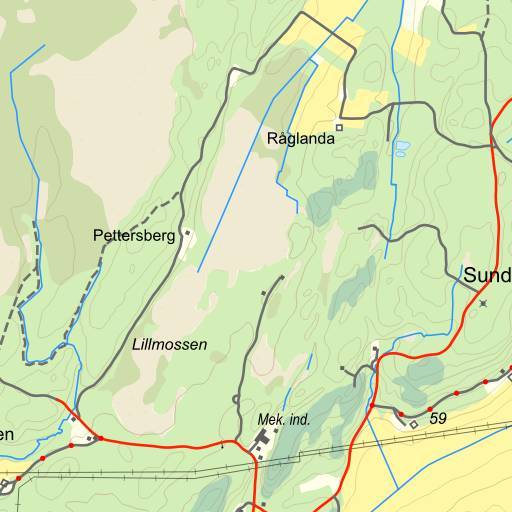 Råglanda
Pettersberg
Sund
Lillmossen
Mek. ind.
59
en